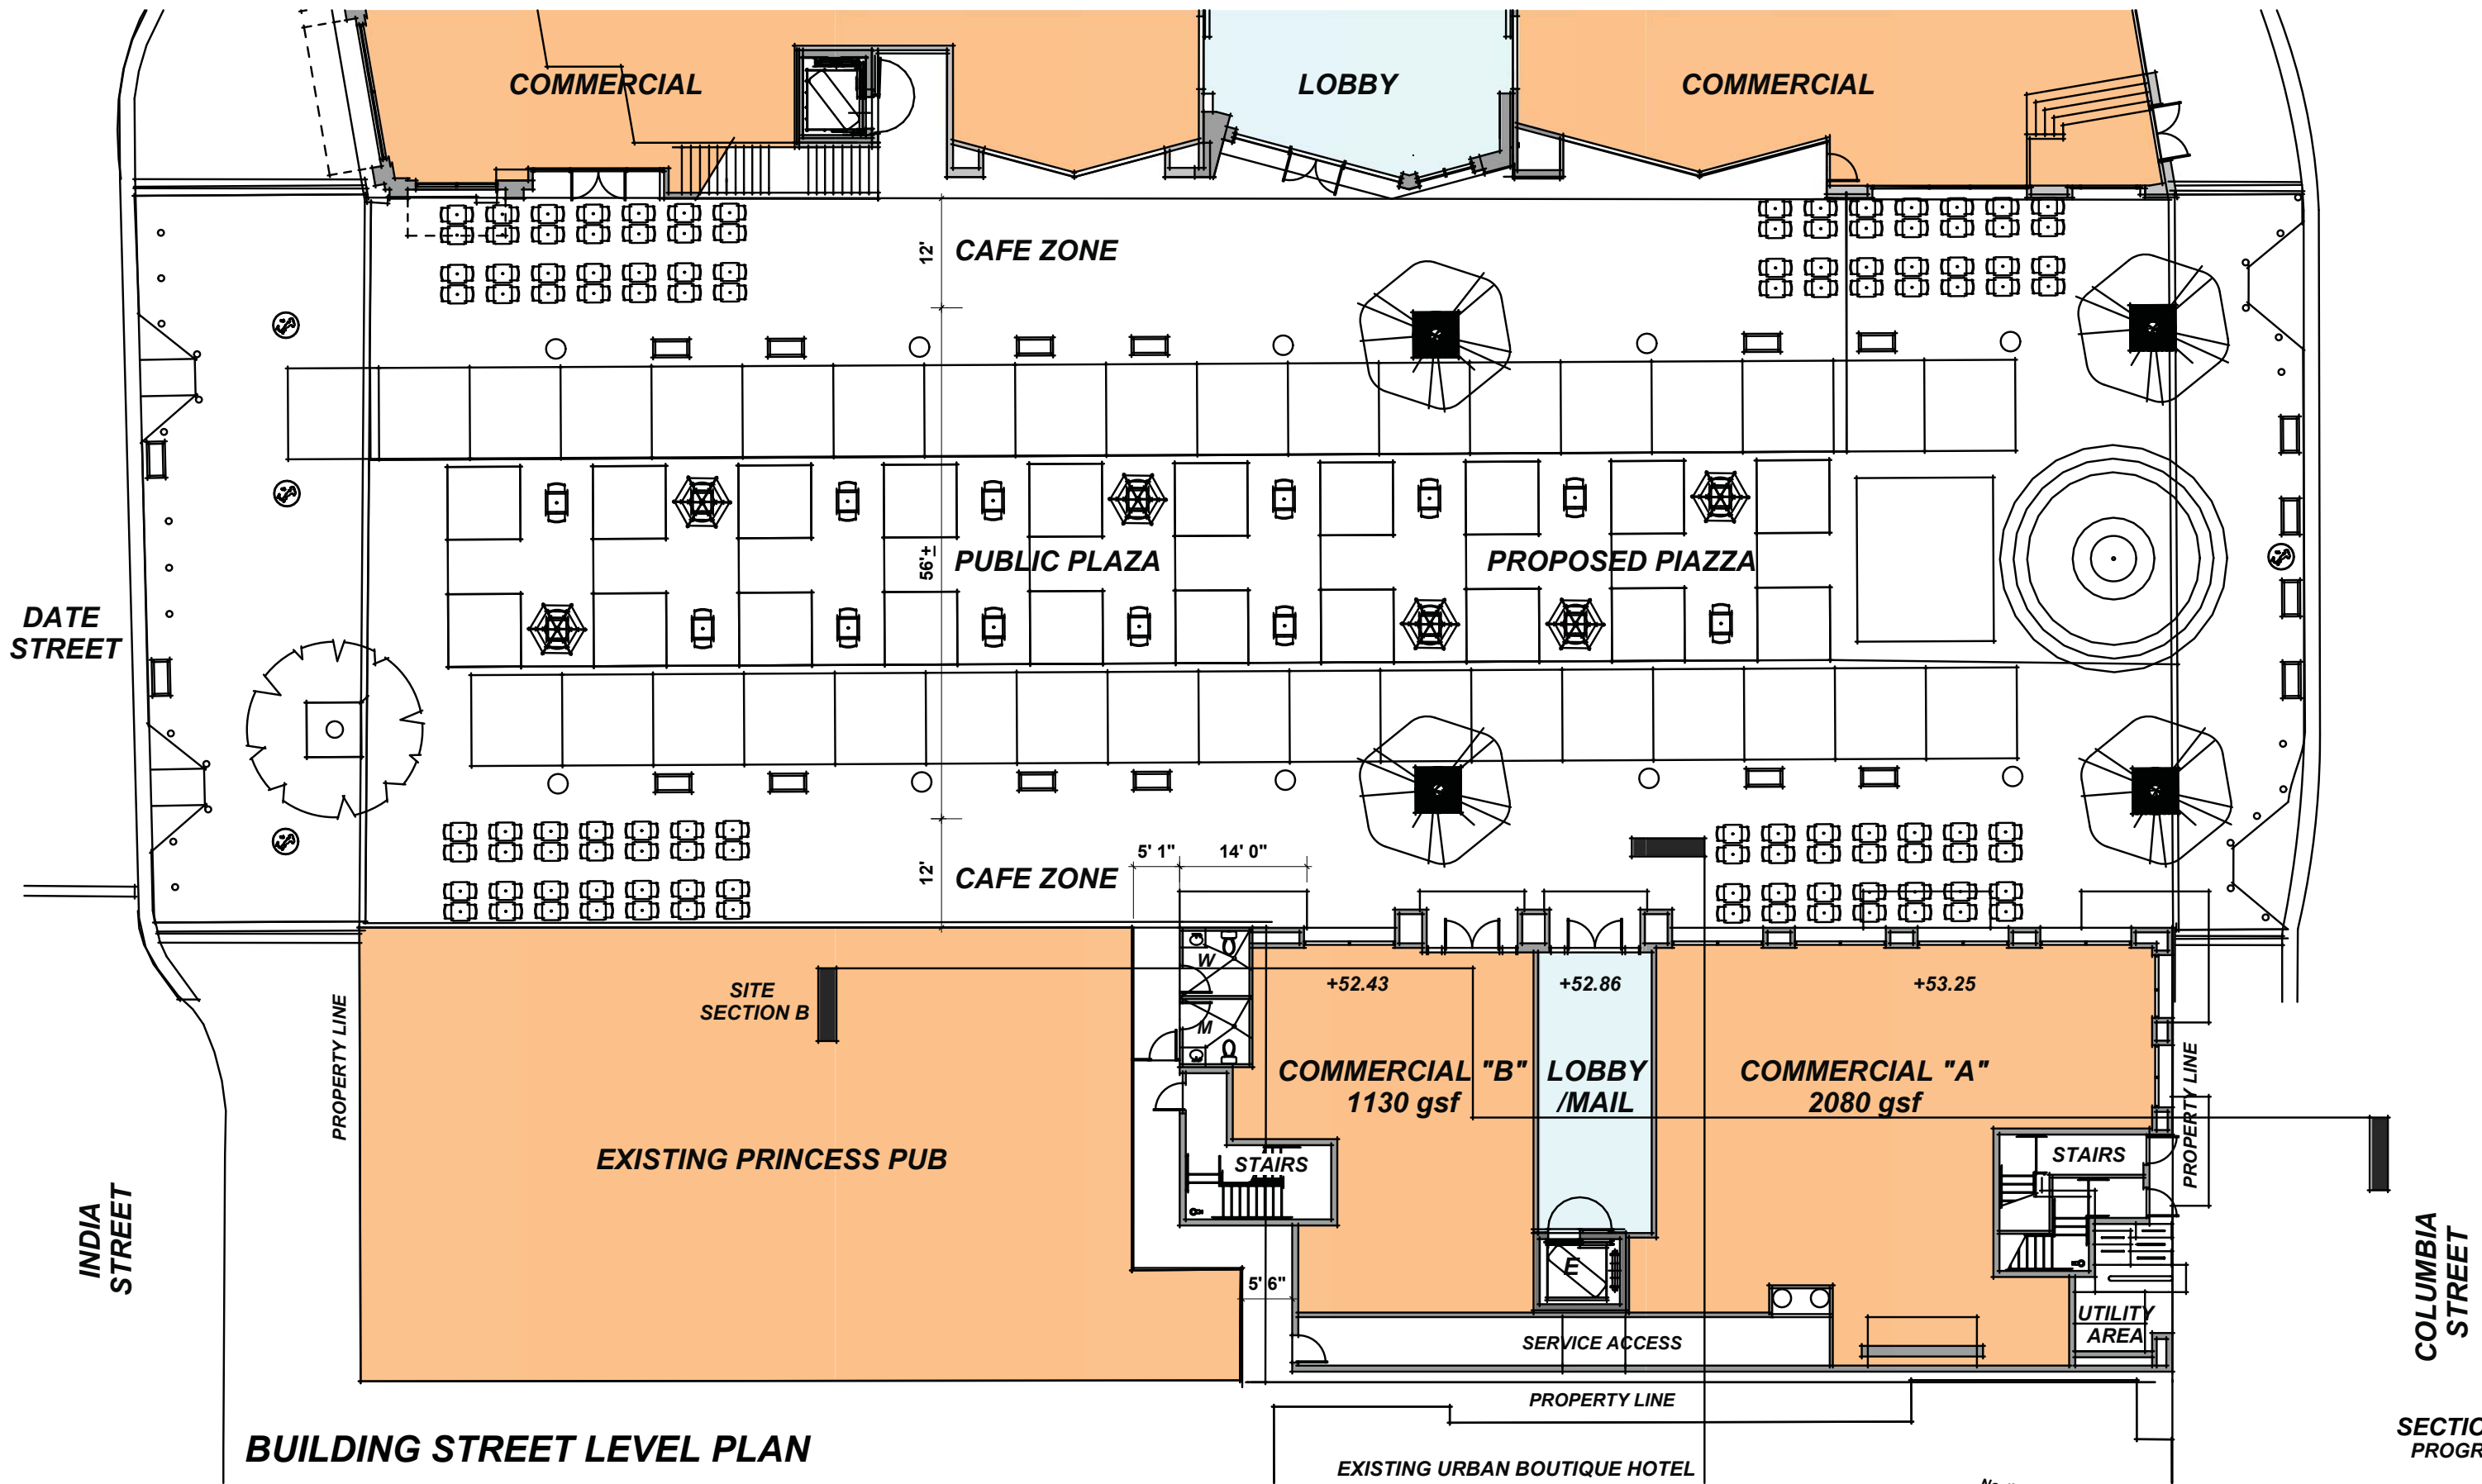 COMMERCIAL
LOBBY
COMMERCIAL
12'
CAFE ZONE
56'±
PUBLIC PLAZA
PROPOSED PIAZZA
DATE
STREET
12'
CAFE ZONE
5' 1"
14' 0"
W
M
SITE
SECTION B
PROPERTY LINE
+52.43
+52.86
+53.25
COMMERCIAL "B"
1130 gsf
LOBBY
/MAIL
COMMERCIAL "A"
2080 gsf
PROPERTY LINE
EXISTING PRINCESS PUB
STAIRS
STAIRS
INDIA
STREET
COLUMBIA
STREET
E
5' 6"
UTILITY
AREA
SERVICE ACCESS
PROPERTY LINE
BUILDING STREET LEVEL PLAN
EXISTING URBAN BOUTIQUE HOTEL
SECTIO
PROGR